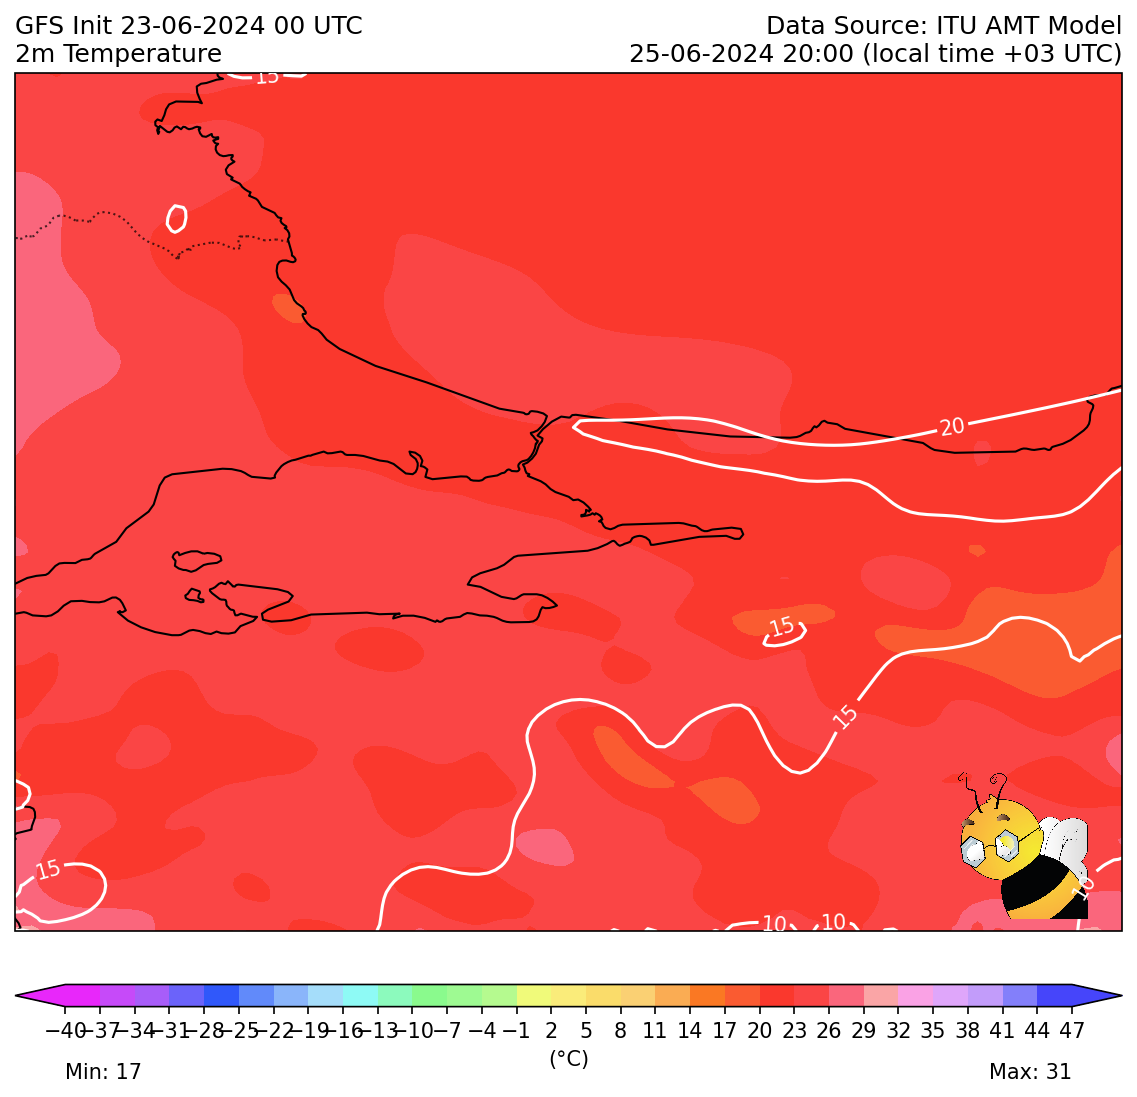 GFS Init 23-06-2024 00 UTC
Data Source: ITU AMT Model
2m Temperature
25-06-2024 20:00 (local time +03 UTC)
15
20
15
15
15
10
10
10
−40 −37 −34 −31 −28 −25 −22 −19 −16 −13 −10 −7 −4 −1 2 5 8 11 14 17 20 23 26 29 32 35 38 41 44 47
(°C)
Min: 17
Max: 31